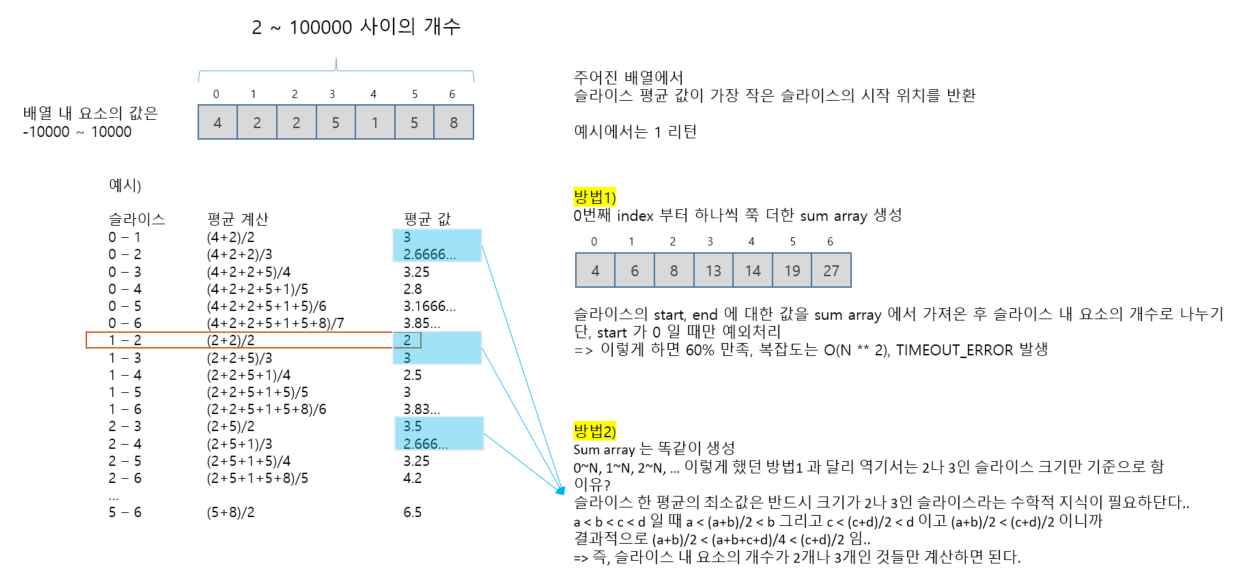 2 ~ 100000 사이의 개수
배열 내 요소의 값은
-10000 ~ 10000
0 1 2 3 4 5 6
4 2 2 5 1 5 8
주어진 배열에서
슬라이스 평균 값이 가장 작은 슬라이스의 시작 위치를 반환
예시에서는 1 리턴
예시)
슬라이스 평균 계산 평균 값
0 – 1 (4+2)/2 3
0 – 2 (4+2+2)/3 2.6666...
0 – 3 (4+2+2+5)/4 3.25
0 – 4 (4+2+2+5+1)/5 2.8
0 – 5 (4+2+2+5+1+5)/6 3.1666...
0 – 6 (4+2+2+5+1+5+8)/7 3.85...
1 – 2 (2+2)/2 2
1 – 3 (2+2+5)/3 3
1 – 4 (2+2+5+1)/4 2.5
1 – 5 (2+2+5+1+5)/5 3
1 – 6 (2+2+5+1+5+8)/6 3.83...
2 – 3 (2+5)/2 3.5
2 – 4 (2+5+1)/3 2.666...
2 – 5 (2+5+1+5)/4 3.25
2 – 6 (2+5+1+5+8)/5 4.2
...
5 – 6 (5+8)/2 6.5
방법1)
0번째 index 부터 하나씩 쭉 더한 sum array 생성
0 1 2 3 4 5 6
4 6 8 13 14 19 27
슬라이스의 start, end 에 대한 값을 sum array 에서 가져온 후 슬라이스 내 요소의 개수로 나누기
단, start 가 0 일 때만 예외처리
=> 이렇게 하면 60% 만족, 복잡도는 O(N ** 2), TIMEOUT_ERROR 발생
방법2)
Sum array 는 똑같이 생성
0~N, 1~N, 2~N, ... 이렇게 했던 방법1 과 달리 역기서는 2나 3인 슬라이스 크기만 기준으로 함
이유?
슬라이스 한 평균의 최소값은 반드시 크기가 2나 3인 슬라이스라는 수학적 지식이 필요하단다..
a < b < c < d 일 때 a < (a+b)/2 < b 그리고 c < (c+d)/2 < d 이고 (a+b)/2 < (c+d)/2 이니까
결과적으로 (a+b)/2 < (a+b+c+d)/4 < (c+d)/2 임..
=> 즉, 슬라이스 내 요소의 개수가 2개나 3개인 것들만 계산하면 된다.